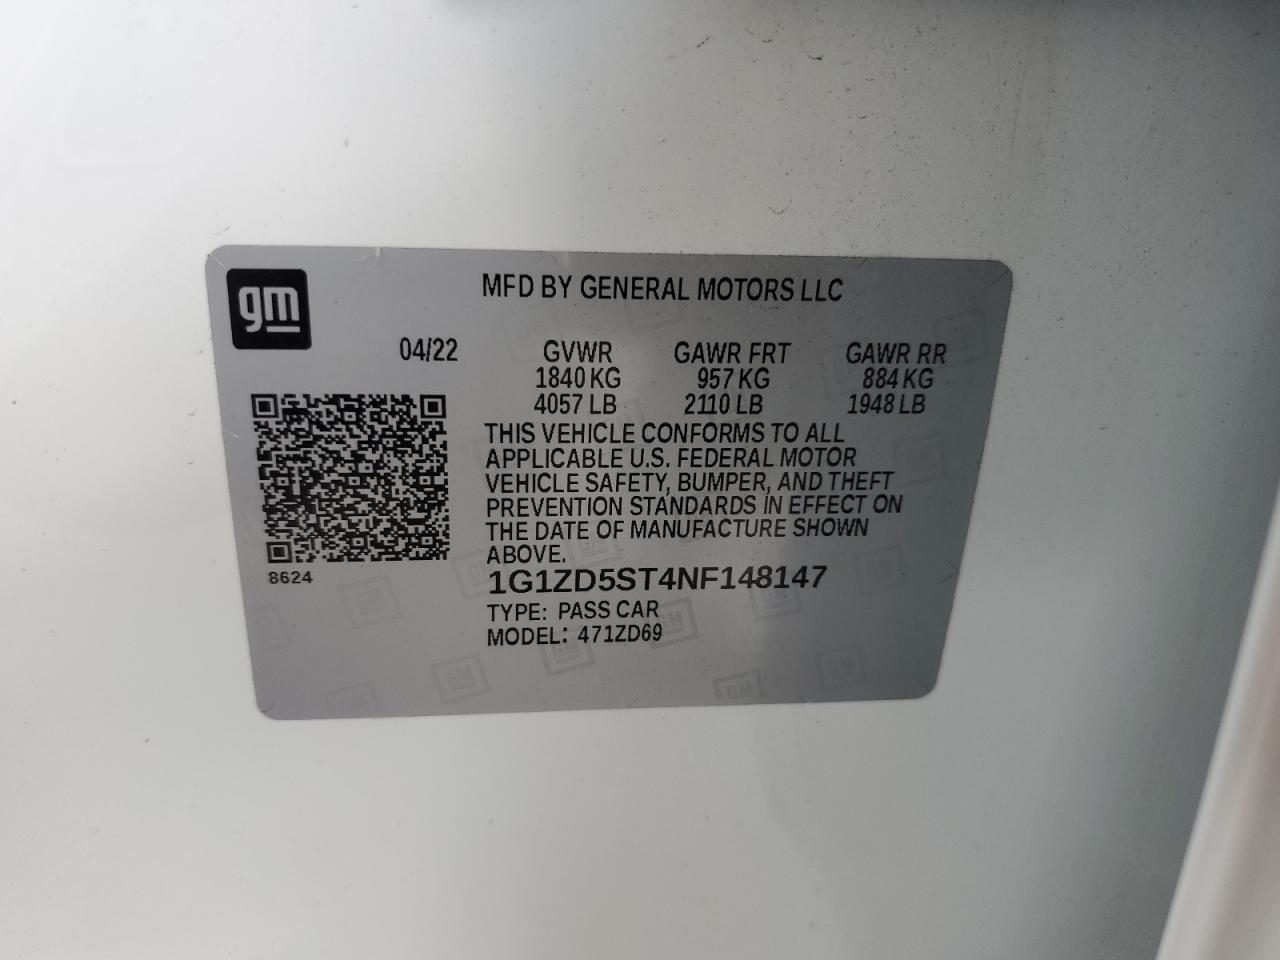 gm
MFD BY GENERAL MOTORS LLC
04/22 GVWR GAWR FRT GAWR RR
1840 KG 957 KG 884 KG
4057 LB 2110 LB 1948 LB
THIS VEHICLE CONFORMS TO ALL
APPLICABLE U.S. FEDERAL MOTOR
VEHICLE SAFETY, BUMPER, AND THEFT
PREVENTION STANDARDS IN EFFECT ON
THE DATE OF MANUFACTURE SHOWN
ABOVE.
8624
1G1ZD5ST4NF148147
TYPE: PASS CAR
MODEL: 471ZD69